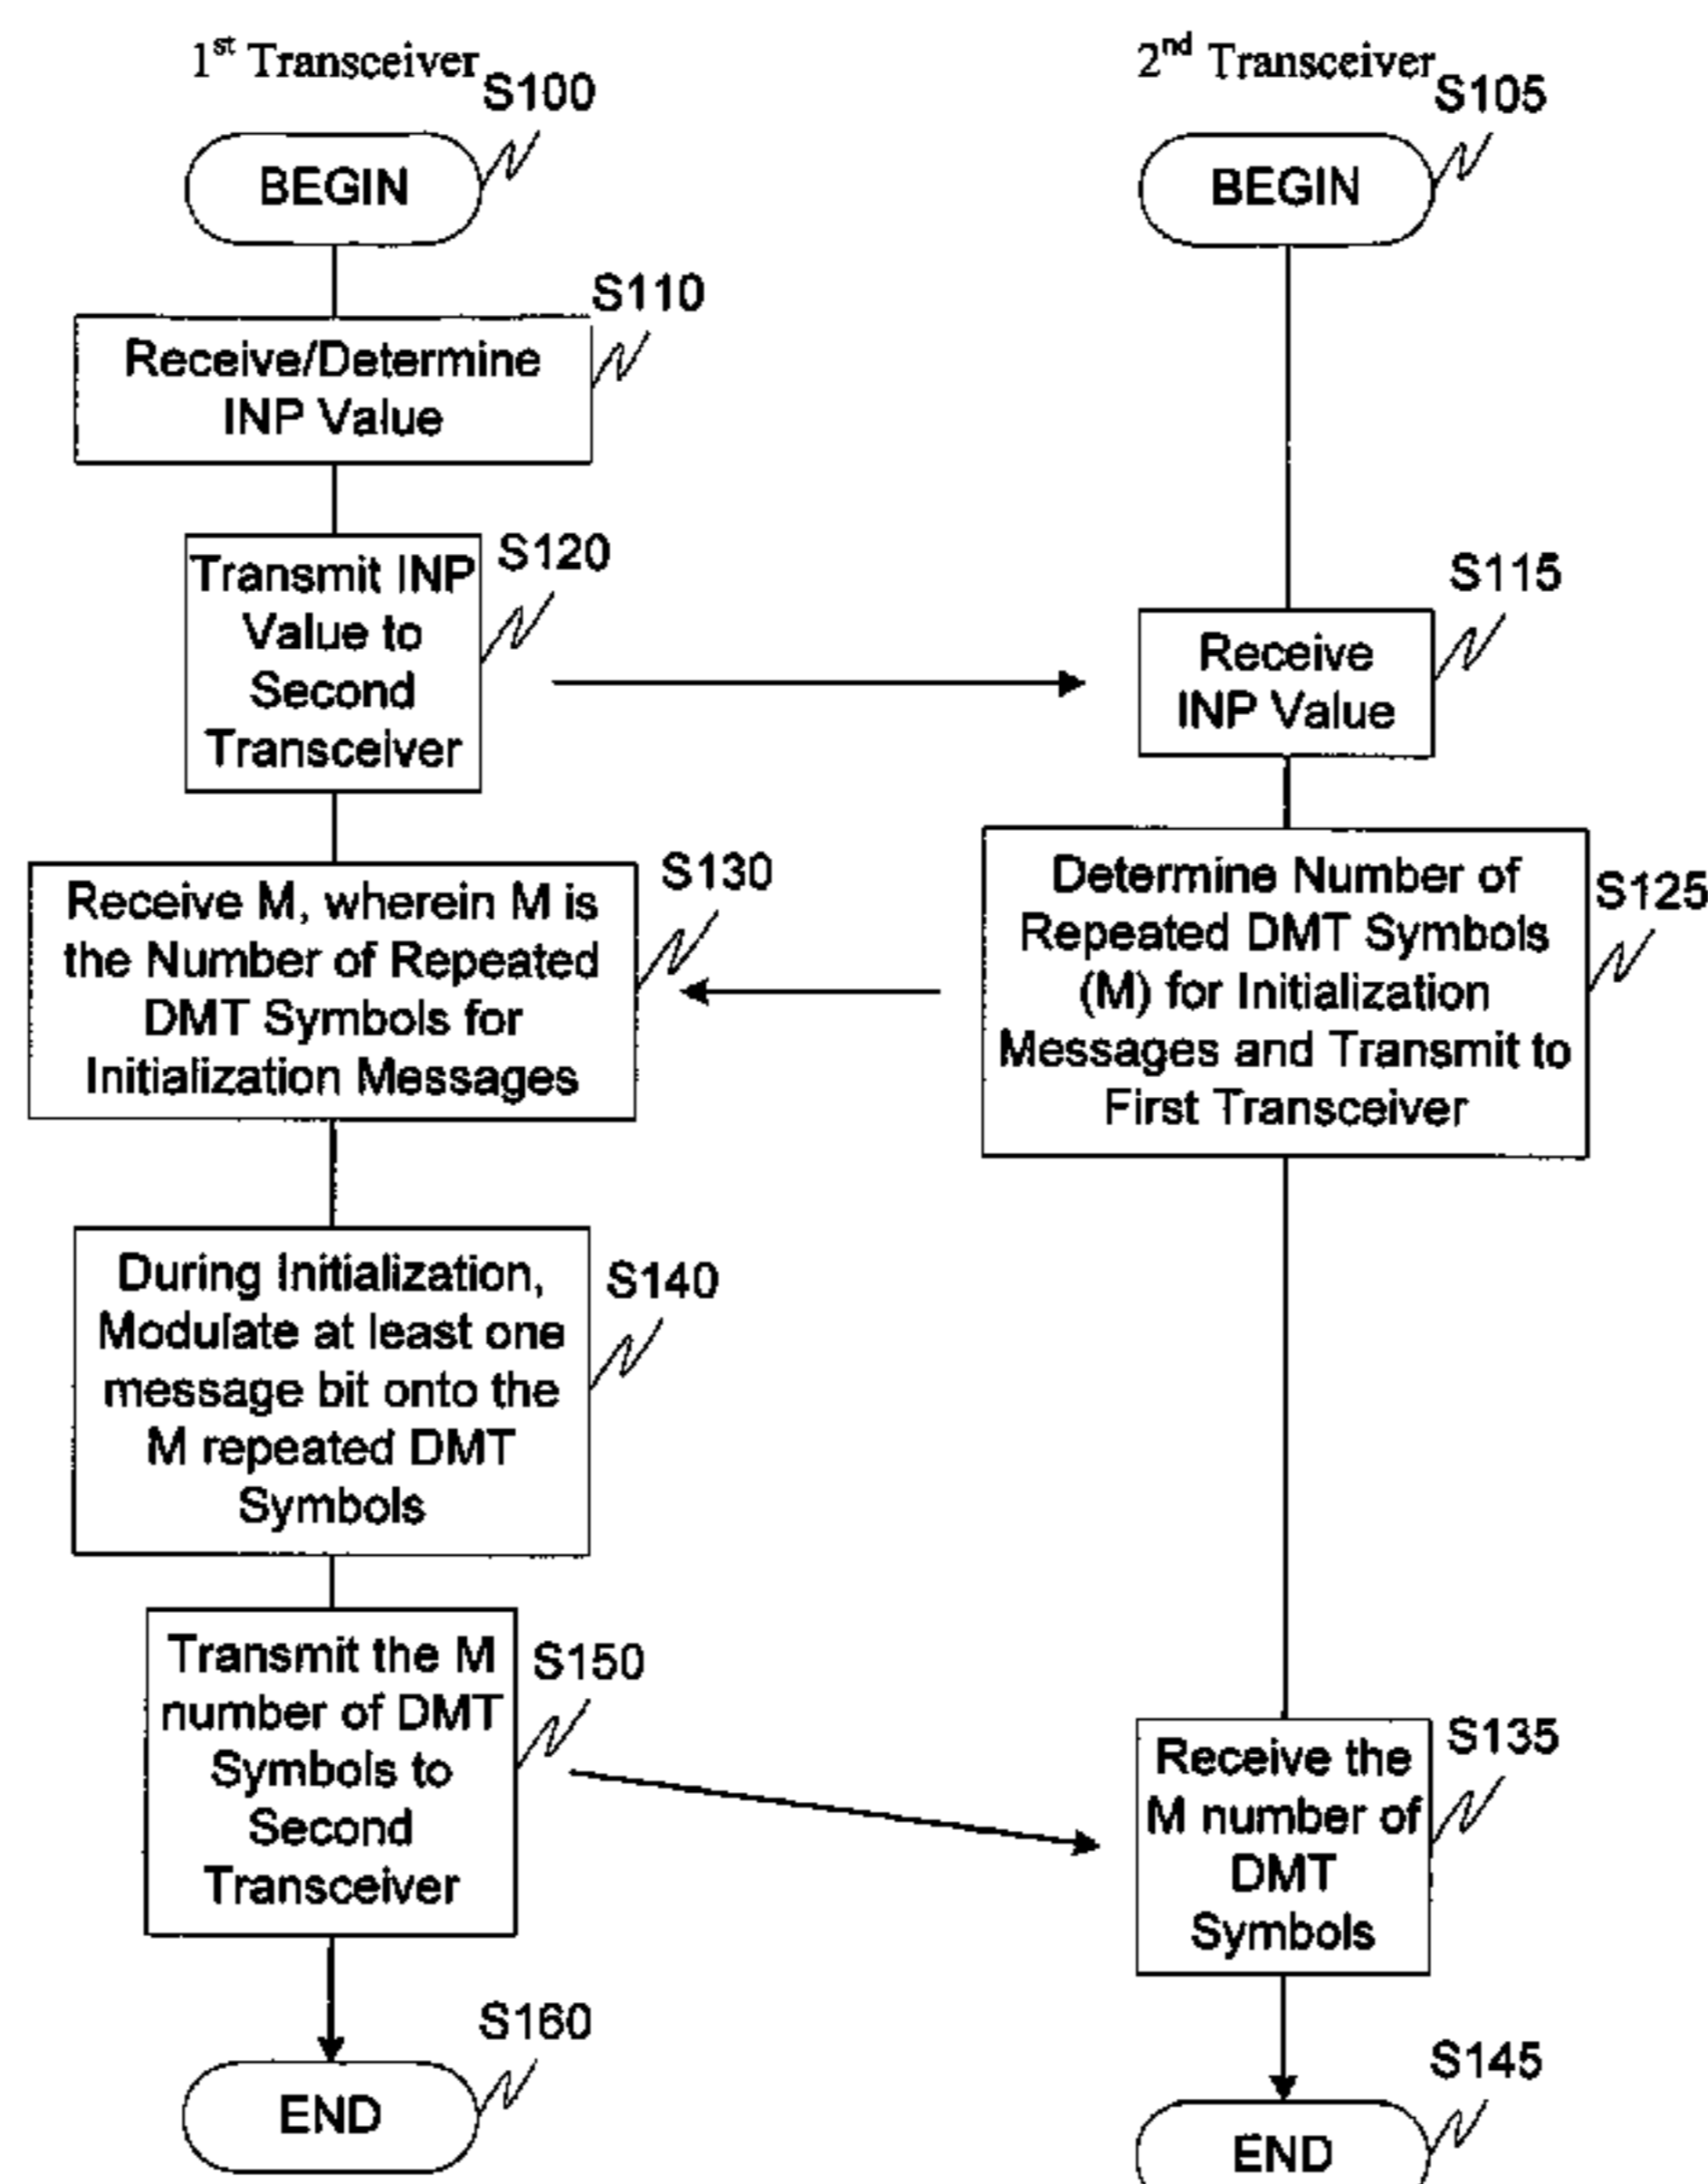 1st Transceiver
S100
BEGIN
S110
Receive/Determine
INP Value
S120
Transmit INP
Value to
Second
Transceiver
S130
Receive M, wherein M is
the Number of Repeated
DMT Symbols for
Initialization Messages
S140
During Initialization,
Modulate at least one
message bit onto the
M repeated DMT
Symbols
S150
Transmit the M
number of DMT
Symbols to
Second
Transceiver
S160
END
2nd Transceiver
S105
BEGIN
S115
Receive
INP Value
S125
Determine Number of
Repeated DMT Symbols
(M) for Initialization
Messages and Transmit to
First Transceiver
S135
Receive the
M number of
DMT
Symbols
S145
END